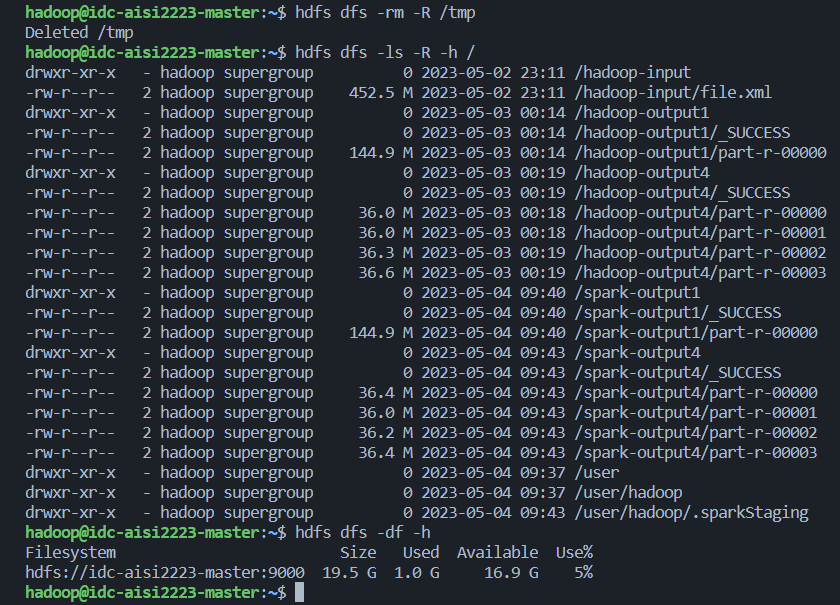 hadoop@idc-aisi2223-master:~$ hdfs dfs -rm -R /tmp
Deleted /tmp
hadoop@idc-aisi2223-master:~$ hdfs dfs -ls -R -h /
drwxr-xr-x   - hadoop supergroup          0 2023-05-02 23:11 /hadoop-input
-rw-r--r--   2 hadoop supergroup    452.5 M 2023-05-02 23:11 /hadoop-input/file.xml
drwxr-xr-x   - hadoop supergroup          0 2023-05-03 00:14 /hadoop-output1
-rw-r--r--   2 hadoop supergroup          0 2023-05-03 00:14 /hadoop-output1/_SUCCESS
-rw-r--r--   2 hadoop supergroup    144.9 M 2023-05-03 00:14 /hadoop-output1/part-r-00000
drwxr-xr-x   - hadoop supergroup          0 2023-05-03 00:19 /hadoop-output4
-rw-r--r--   2 hadoop supergroup          0 2023-05-03 00:19 /hadoop-output4/_SUCCESS
-rw-r--r--   2 hadoop supergroup     36.0 M 2023-05-03 00:18 /hadoop-output4/part-r-00000
-rw-r--r--   2 hadoop supergroup     36.0 M 2023-05-03 00:18 /hadoop-output4/part-r-00001
-rw-r--r--   2 hadoop supergroup     36.3 M 2023-05-03 00:19 /hadoop-output4/part-r-00002
-rw-r--r--   2 hadoop supergroup     36.6 M 2023-05-03 00:19 /hadoop-output4/part-r-00003
drwxr-xr-x   - hadoop supergroup          0 2023-05-04 09:40 /spark-output1
-rw-r--r--   2 hadoop supergroup          0 2023-05-04 09:40 /spark-output1/_SUCCESS
-rw-r--r--   2 hadoop supergroup    144.9 M 2023-05-04 09:40 /spark-output1/part-r-00000
drwxr-xr-x   - hadoop supergroup          0 2023-05-04 09:43 /spark-output4
-rw-r--r--   2 hadoop supergroup          0 2023-05-04 09:43 /spark-output4/_SUCCESS
-rw-r--r--   2 hadoop supergroup     36.4 M 2023-05-04 09:43 /spark-output4/part-r-00000
-rw-r--r--   2 hadoop supergroup     36.0 M 2023-05-04 09:43 /spark-output4/part-r-00001
-rw-r--r--   2 hadoop supergroup     36.2 M 2023-05-04 09:43 /spark-output4/part-r-00002
-rw-r--r--   2 hadoop supergroup     36.4 M 2023-05-04 09:43 /spark-output4/part-r-00003
drwxr-xr-x   - hadoop supergroup          0 2023-05-04 09:37 /user
drwxr-xr-x   - hadoop supergroup          0 2023-05-04 09:37 /user/hadoop
drwxr-xr-x   - hadoop supergroup          0 2023-05-04 09:43 /user/hadoop/.sparkStaging
hadoop@idc-aisi2223-master:~$ hdfs dfs -df -h
Filesystem                         Size   Used  Available  Use%
hdfs://idc-aisi2223-master:9000  19.5 G  1.0 G     16.9 G    5%
hadoop@idc-aisi2223-master:~$